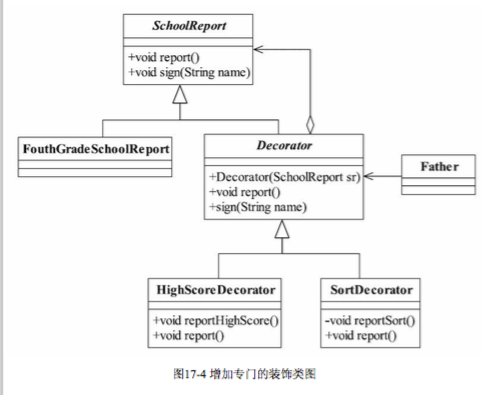 SchoolReport
+void report()
+void sign(String name)
FouthGradeSchoolReport
Decorator
+Decorator(SchoolReport sr)
+void report()
+sign(String name)
Father
HighScoreDecorator
+void reportHighScore()
+void report()
SortDecorator
-void reportSort()
+void report()
图17-4 增加专门的装饰类图